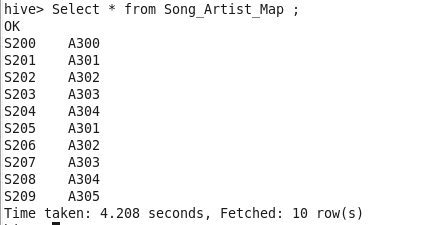 hive> Select * from Song_Artist_Map ;
OK
S200    A300
S201    A301
S202    A302
S203    A303
S204    A304
S205    A301
S206    A302
S207    A303
S208    A304
S209    A305
Time taken: 4.208 seconds, Fetched: 10 row(s)